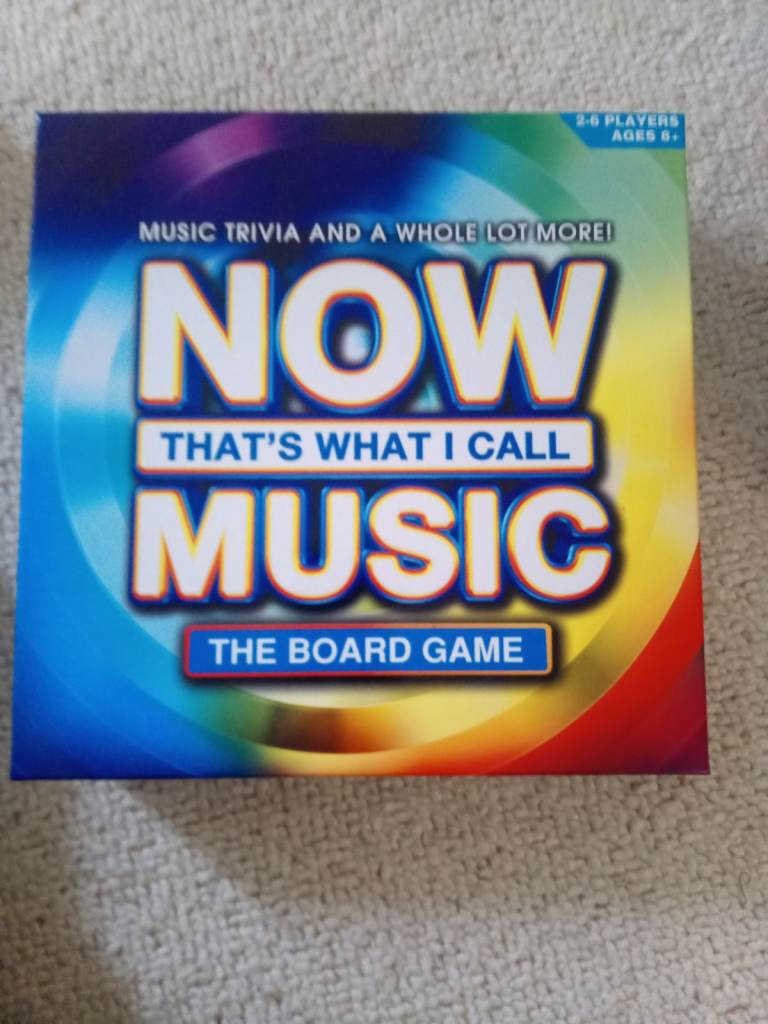 2-6 PLAYERS
AGES 8+
MUSIC TRIVIA AND A WHOLE LOT MORE!
NOW
THAT'S WHAT I CALL
MUSIC
THE BOARD GAME